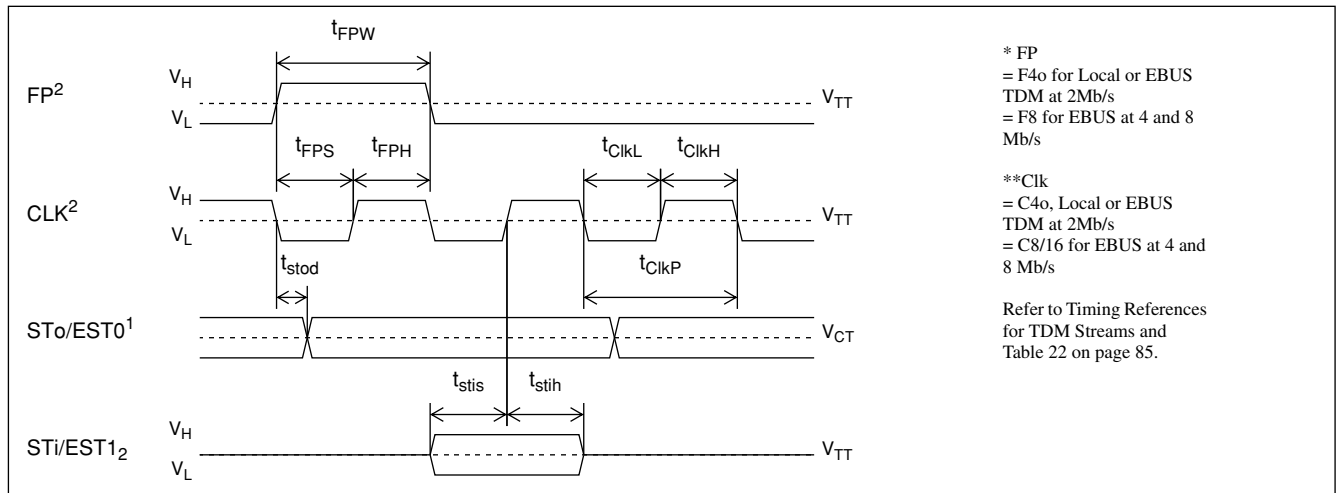 tFPW
FP2
VH
VL
VTT
tFPS
tFPH
tClkL
tClkH
CLK2
VH
VL
VTT
tstod
tClkP
STo/EST01
VCT
tstis
tstih
STi/EST12
VH
VL
VTT
* FP
= F4o for Local or EBUS
TDM at 2Mb/s
= F8 for EBUS at 4 and 8
Mb/s
**Clk
= C4o, Local or EBUS
TDM at 2Mb/s
= C8/16 for EBUS at 4 and
8 Mb/s
Refer to Timing References
for TDM Streams and
Table 22 on page 85.